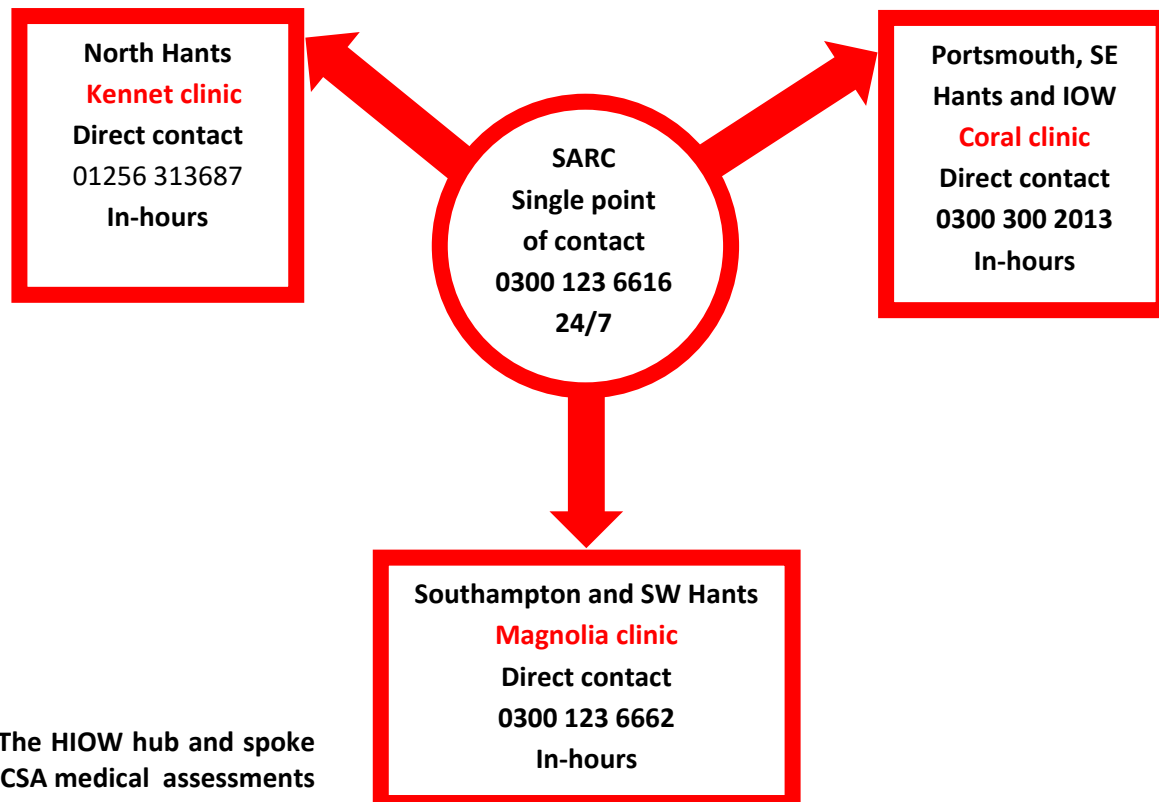 North Hants
Kennet clinic
Direct contact
01256 313687
In-hours
SARC
Single point
of contact
0300 123 6616
24/7
Portsmouth, SE
Hants and IOW
Coral clinic
Direct contact
0300 300 2013
In-hours
Southampton and SW Hants
Magnolia clinic
Direct contact
0300 123 6662
In-hours
The HIOW hub and spoke
CSA medical assessments